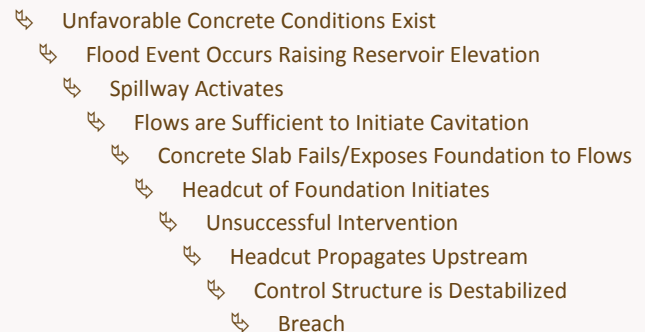 Unfavorable Concrete Conditions Exist
Flood Event Occurs Raising Reservoir Elevation
Spillway Activates
Flows are Sufficient to Initiate Cavitation
Concrete Slab Fails/Exposes Foundation to Flows
Headcut of Foundation Initiates
Unsuccessful Intervention
Headcut Propagates Upstream
Control Structure is Destabilized
Breach